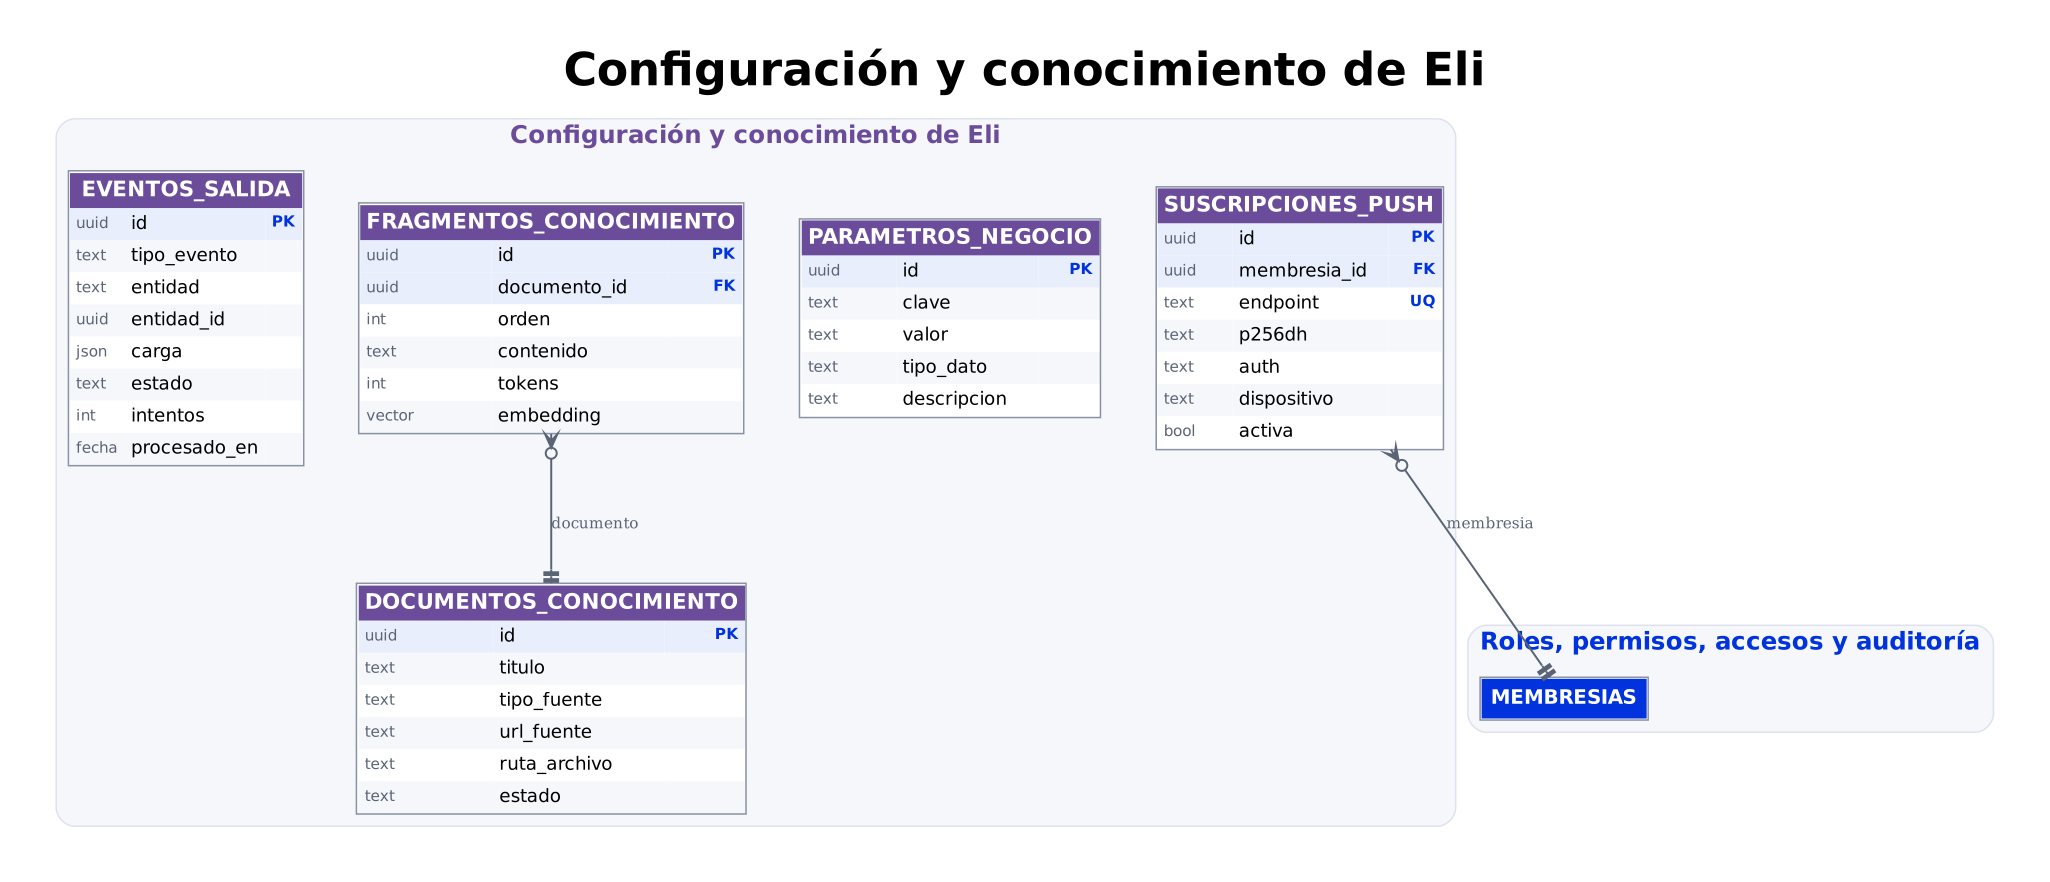 Configuración y conocimiento de Eli
Configuración y conocimiento de Eli
EVENTOS_SALIDA
uuid id PK
text tipo_evento
text entidad
uuid entidad_id
json carga
text estado
int intentos
fecha procesado_en
FRAGMENTOS_CONOCIMIENTO
uuid id PK
uuid documento_id FK
int orden
text contenido
int tokens
vector embedding
PARAMETROS_NEGOCIO
uuid id PK
text clave
text valor
text tipo_dato
text descripcion
SUSCRIPCIONES_PUSH
uuid id PK
uuid membresia_id FK
text endpoint UQ
text p256dh
text auth
text dispositivo
bool activa
documento
membresia
DOCUMENTOS_CONOCIMIENTO
uuid id PK
text titulo
text tipo_fuente
text url_fuente
text ruta_archivo
text estado
Roles, permisos, accesos y auditoría
MEMBRESIAS